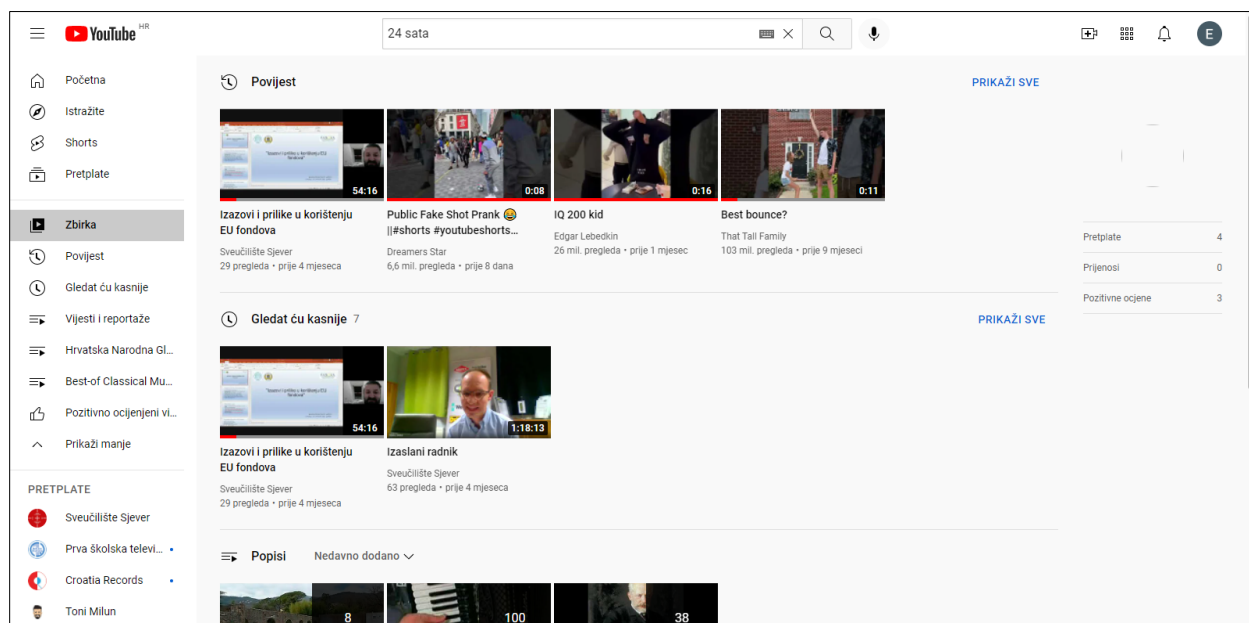 YouTube HR
24 sata
E
Početna
Istražite
Shorts
Pretplate
Zbirka
Povijest
Gledat ću kasnije
Vijesti i reportaže
Hrvatska Narodna Gl...
Best-of Classical Mu...
Pozitivno ocijenjeni vi...
Prikaži manje
PRETPLATE
Sveučilište Sjever
Prva školska televi...
Croatia Records
Toni Milun
Povijest
PRIKAŽI SVE
54:16
0:08
0:16
0:11
Izazovi i prilike u korištenju
EU fondova
Sveučilište Sjever
29 pregleda • prije 4 mjeseca
Public Fake Shot Prank 😂
||#shorts #youtubeshorts...
Dreamers Star
6,6 mil. pregleda • prije 8 dana
IQ 200 kid
Edgar Lebedkin
26 mil. pregleda • prije 1 mjesec
Best bounce?
That Tall Family
103 mil. pregleda • prije 9 mjeseci
Gledat ću kasnije 7
PRIKAŽI SVE
54:16
1:18:13
Izazovi i prilike u korištenju
EU fondova
Sveučilište Sjever
29 pregleda • prije 4 mjeseca
Izaslani radnik
Sveučilište Sjever
63 pregleda • prije 4 mjeseca
Popisi
Nedavno dodano
8
100
38
Pretplate 4
Prijenosi 0
Pozitivne ocjene 3